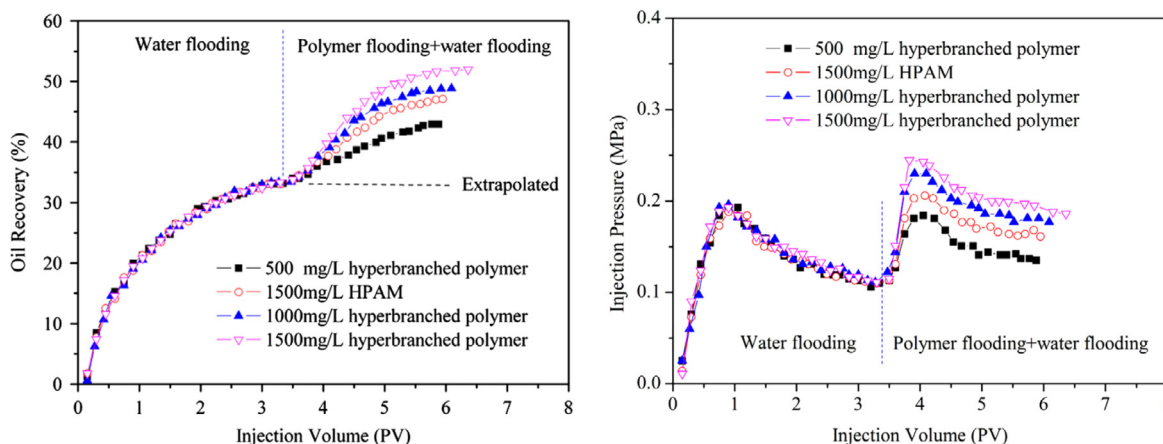 60
50
40
30
20
10
0
Oil Recovery (%)
Water flooding
Polymer flooding+water flooding
Extrapolated
500 mg/L hyperbranched polymer
1500mg/L HPAM
1000mg/L hyperbranched polymer
1500mg/L hyperbranched polymer
0 1 2 3 4 5 6 7 8
Injection Volume (PV)
0.4
0.3
0.2
0.1
0.0
Injection Pressure (MPa)
500 mg/L hyperbranched polymer
1500mg/L HPAM
1000mg/L hyperbranched polymer
1500mg/L hyperbranched polymer
Water flooding
Polymer flooding+water flooding
0 1 2 3 4 5 6 7 8
Injection Volume (PV)